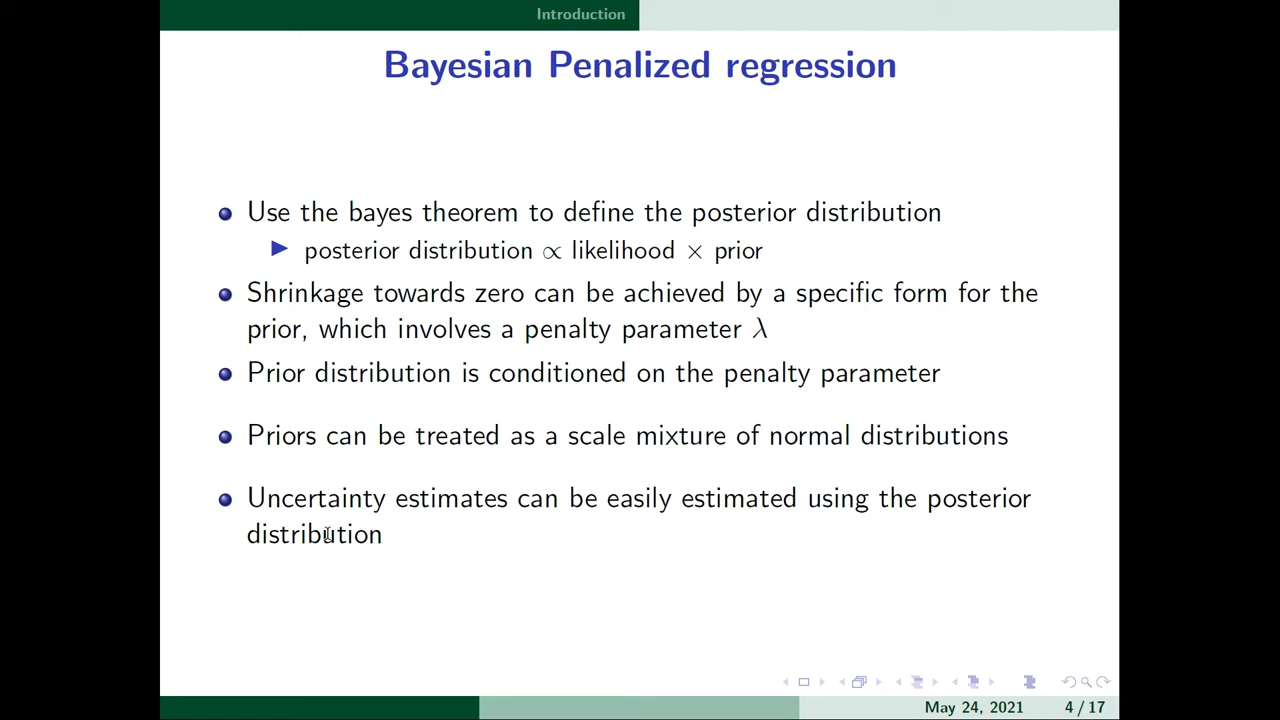 Introduction
Bayesian Penalized regression
Use the bayes theorem to define the posterior distribution
posterior distribution ∝ likelihood × prior
Shrinkage towards zero can be achieved by a specific form for the
prior, which involves a penalty parameter λ
Prior distribution is conditioned on the penalty parameter
Priors can be treated as a scale mixture of normal distributions
Uncertainty estimates can be easily estimated using the posterior
distribution
May 24, 2021 4 / 17